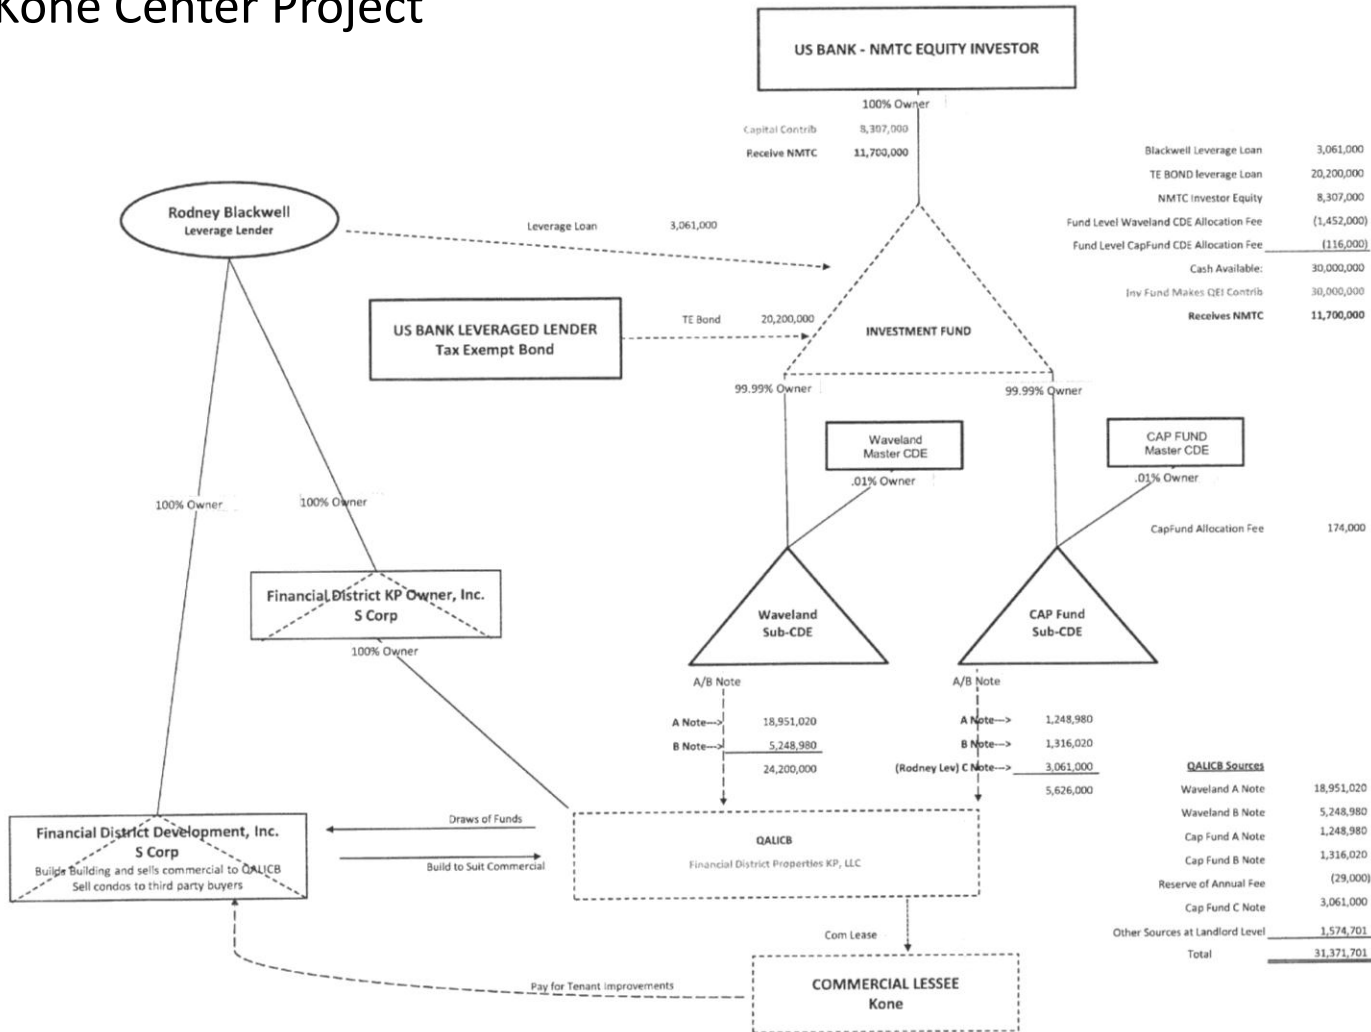 Kone Center Project
US BANK - NMTC EQUITY INVESTOR
100% Owner
Capital Contrib 8,307,000
Receive NMTC 11,700,000
Blackwell Leverage Loan 3,061,000
TE BOND leverage Loan 20,200,000
NMTC Investor Equity 8,307,000
Fund Level Waveland CDE Allocation Fee (1,452,000)
Fund Level CapFund CDE Allocation Fee (116,000)
Cash Available: 30,000,000
Inv Fund Makes QEI Contrib 30,000,000
Receives NMTC 11,700,000
Rodney Blackwell
Leverage Lender
Leverage Loan 3,061,000
US BANK LEVERAGED LENDER
Tax Exempt Bond
TE Bond 20,200,000
INVESTMENT FUND
99.99% Owner
99.99% Owner
Waveland
Master CDE
.01% Owner
CAP FUND
Master CDE
.01% Owner
100% Owner
100% Owner
CapFund Allocation Fee 174,000
Financial District KP Owner, Inc.
S Corp
100% Owner
Waveland
Sub-CDE
CAP Fund
Sub-CDE
A/B Note
A Note---> 18,951,020
B Note---> 5,248,980
24,200,000
A/B Note
A Note---> 1,248,980
B Note---> 1,316,020
(Rodney Lev) C Note---> 3,061,000
5,626,000
QALICB Sources
Waveland A Note 18,951,020
Waveland B Note 5,248,980
Cap Fund A Note 1,248,980
Cap Fund B Note 1,316,020
Reserve of Annual Fee (29,000)
Cap Fund C Note 3,061,000
Other Sources at Landlord Level 1,574,701
Total 31,371,701
Financial District Development, Inc.
S Corp
Builds Building and sells commercial to QALICB
Sell condos to third party buyers
Draws of Funds
Build to Suit Commercial
QALICB
Financial District Properties KP, LLC
Com Lease
Pay for Tenant Improvements
COMMERCIAL LESSEE
Kone